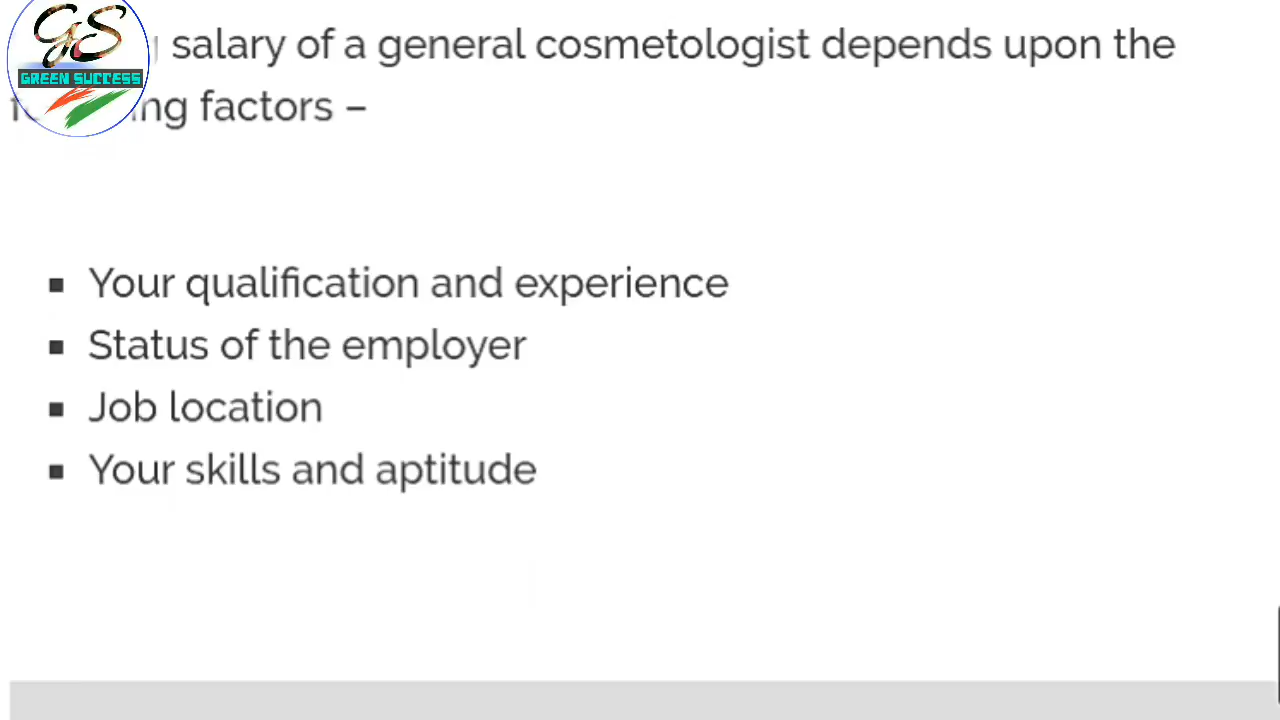 GS
GREEN SUCCESS
salary of a general cosmetologist depends upon the
factors –
▪ Your qualification and experience
▪ Status of the employer
▪ Job location
▪ Your skills and aptitude